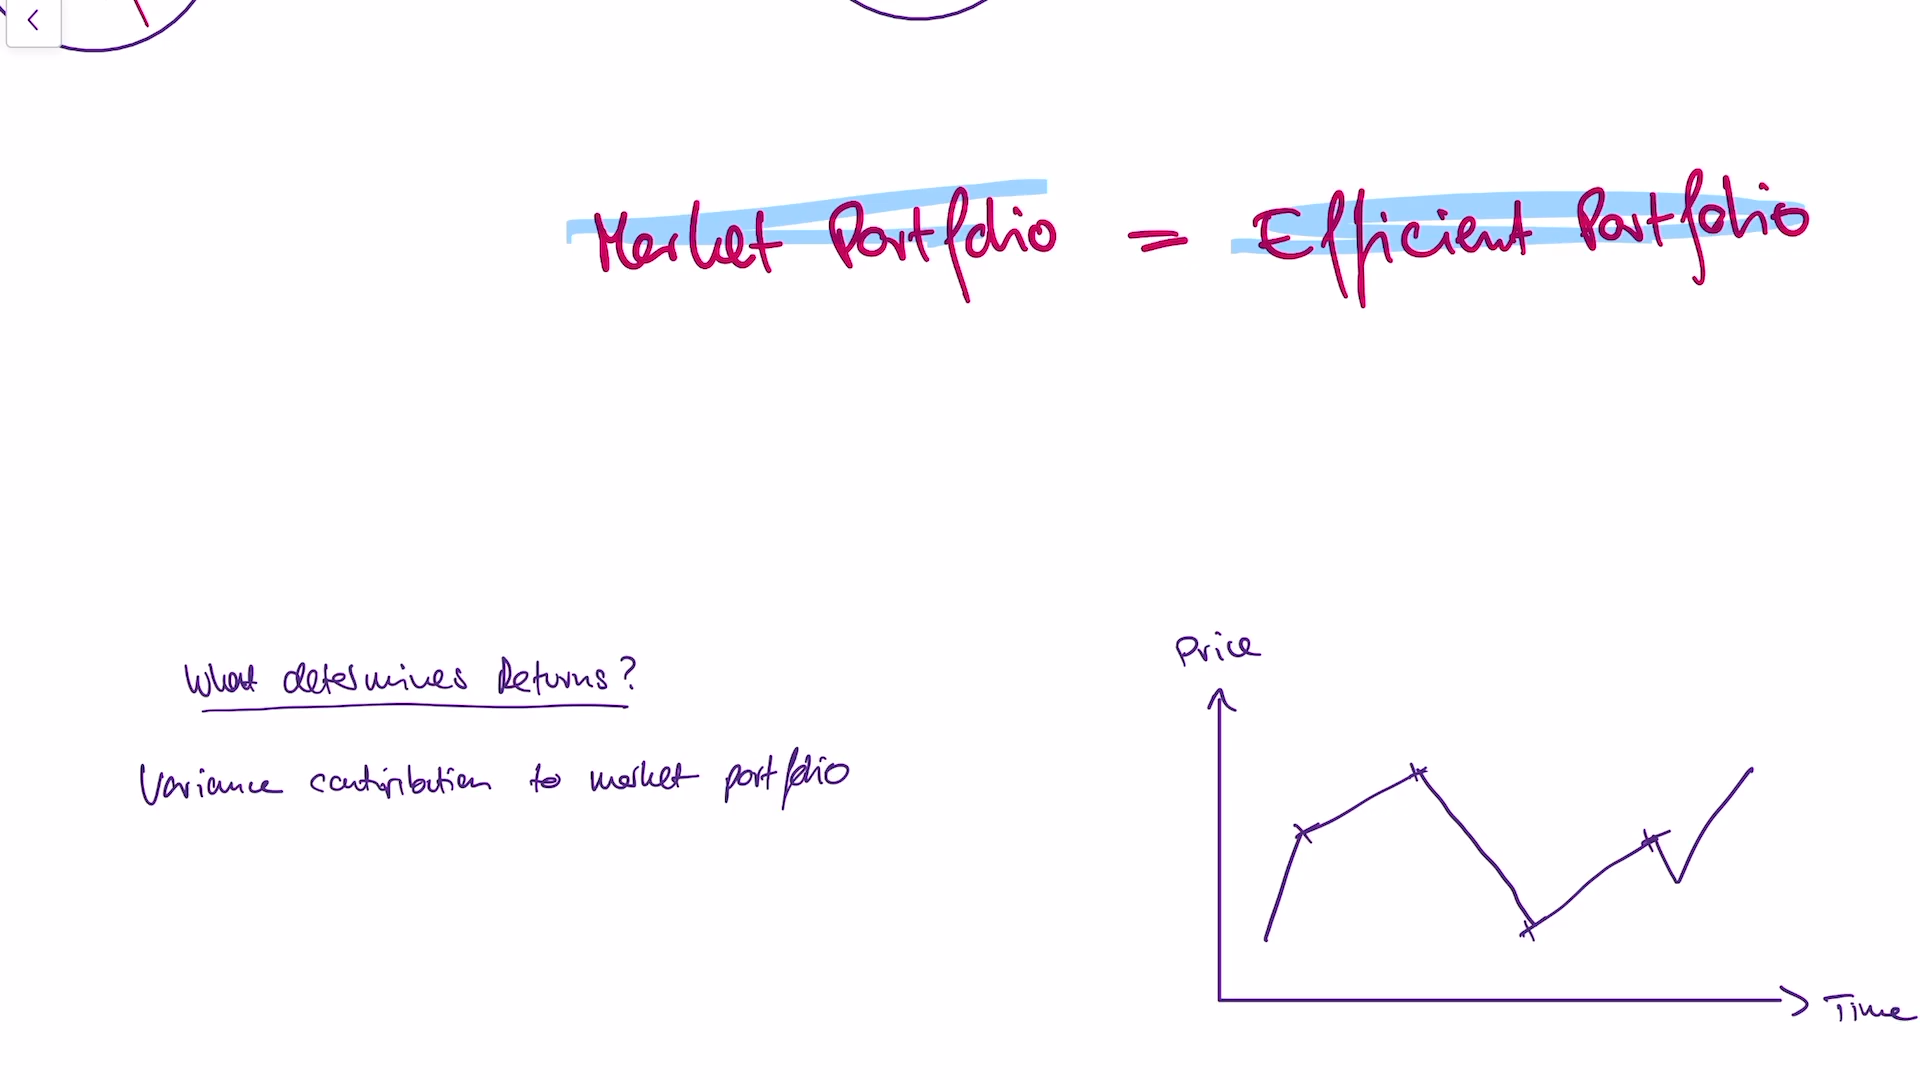 Market Portfolio = Efficient Portfolio
What determines Returns?
Variance contribution to market portfolio
Price
Time